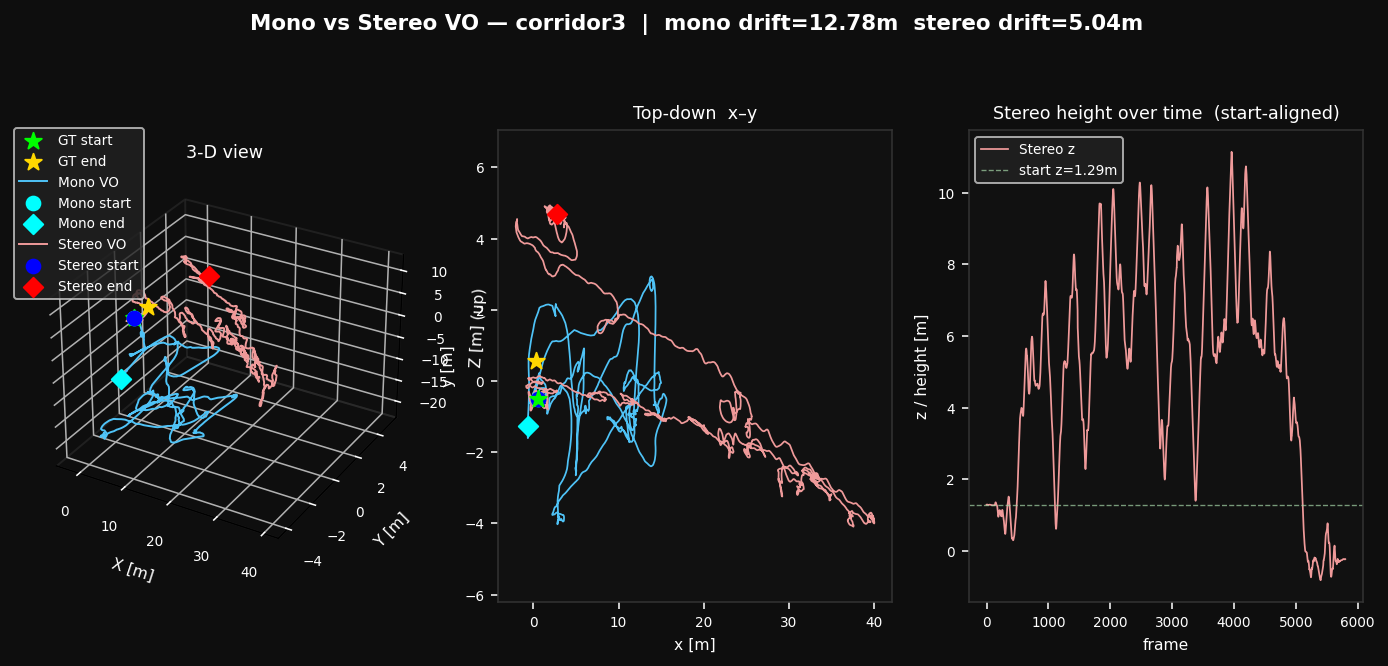 Mono vs Stereo VO — corridor3  |  mono drift=12.78m  stereo drift=5.04m
GT start
GT end
Mono VO
Mono start
Mono end
Stereo VO
Stereo start
Stereo end
3-D view
10
5
0
−5
−10
−15
−20
Z [m] (up)
0
10
20
30
40
X [m]
−4
−2
0
2
4
Y [m]
Top-down  x–y
6
4
2
0
−2
−4
−6
y [m]
0
10
20
30
40
x [m]
Stereo height over time  (start-aligned)
Stereo z
start z=1.29m
10
8
6
4
2
0
z / height [m]
0
1000
2000
3000
4000
5000
6000
frame